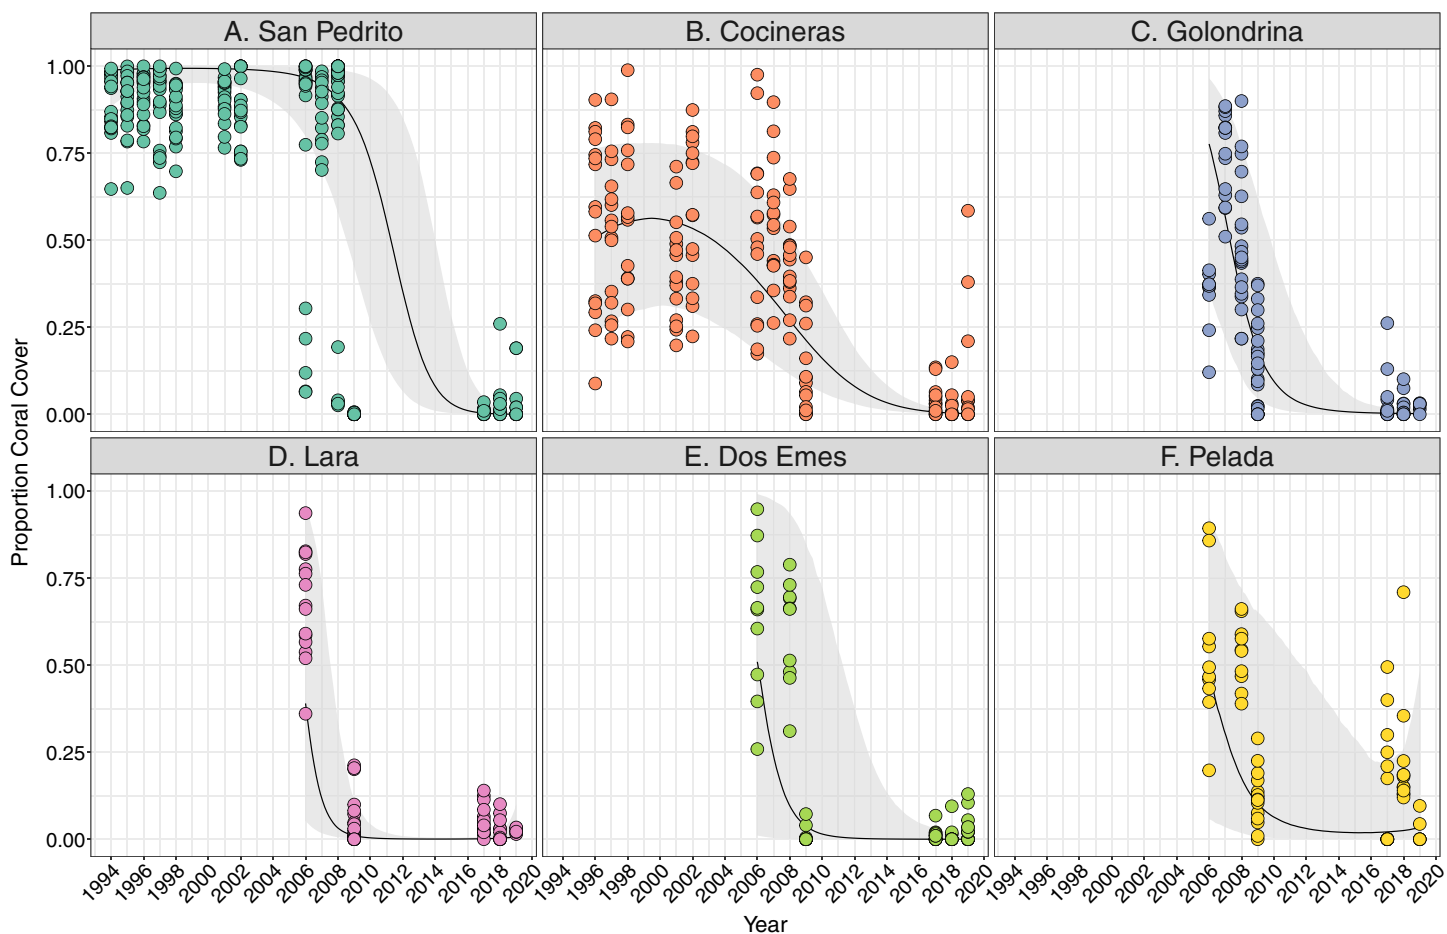 A. San Pedrito B. Cocineras C. Golondrina
1.00
0.75
0.50
0.25
0.00
Proportion Coral Cover
D. Lara E. Dos Emes F. Pelada
1.00
0.75
0.50
0.25
0.00
1994 1996 1998 2000 2002 2004 2006 2008 2010 2012 2014 2016 2018 2020 1994 1996 1998 2000 2002 2004 2006 2008 2010 2012 2014 2016 2018 2020 1994 1996 1998 2000 2002 2004 2006 2008 2010 2012 2014 2016 2018 2020
Year